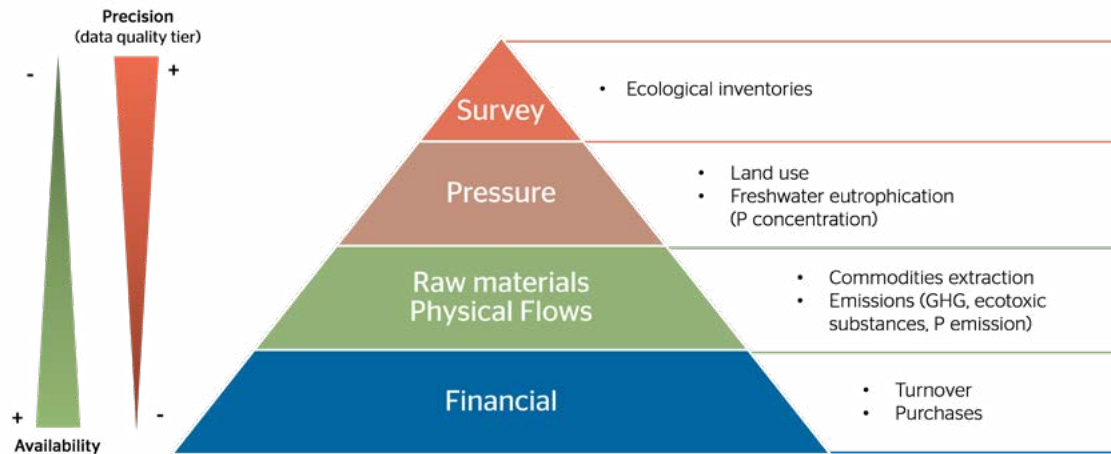 Precision
(data quality tier)
-
+
+
-
Availability
Survey
• Ecological inventories
Pressure
• Land use
• Freshwater eutrophication
(P concentration)
Raw materials
Physical Flows
• Commodities extraction
• Emissions (GHG, ecotoxic
substances, P emission)
Financial
• Turnover
• Purchases